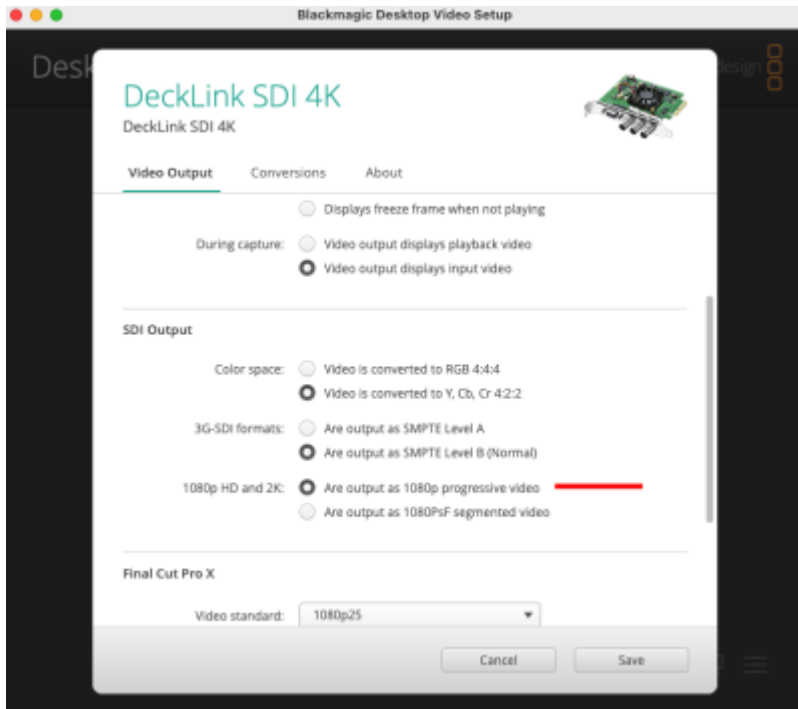 Blackmagic Desktop Video Setup
Desk
design
DeckLink SDI 4K
DeckLink SDI 4K
Video Output Conversions About
Displays freeze frame when not playing
During capture: Video output displays playback video
Video output displays input video
SDI Output
Color space: Video is converted to RGB 4:4:4
Video is converted to Y, Cb, Cr 4:2:2
3G-SDI formats: Are output as SMPTE Level A
Are output as SMPTE Level B (Normal)
1080p HD and 2K: Are output as 1080p progressive video
Are output as 1080PsF segmented video
Final Cut Pro X
Video standard: 1080p25
Cancel Save